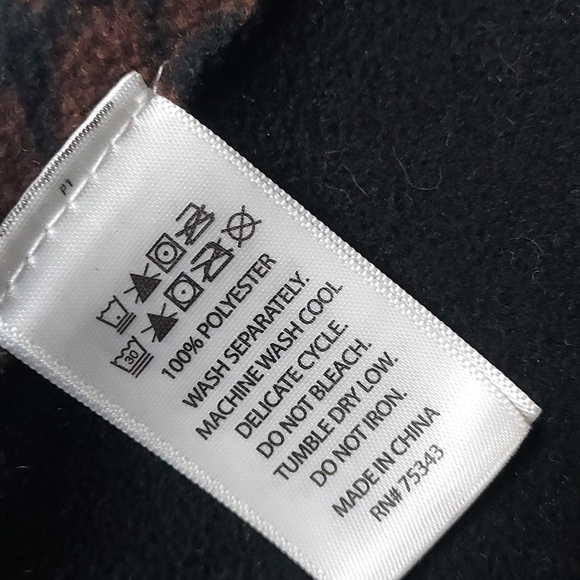 P1
30
100% POLYESTER
WASH SEPARATELY.
MACHINE WASH COOL
DELICATE CYCLE.
DO NOT BLEACH.
TUMBLE DRY LOW.
DO NOT IRON.
MADE IN CHINA
RN# 75343